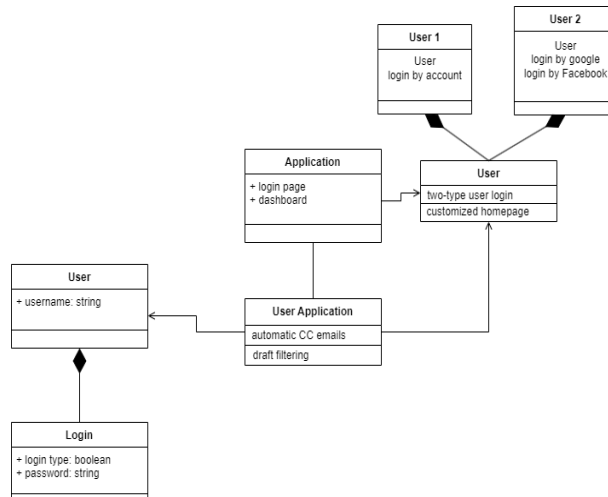 User 1
User
login by account
User 2
User
login by google
login by Facebook
Application
+ login page
+ dashboard
User
two-type user login
customized homepage
User
+ username: string
User Application
automatic CC emails
draft filtering
Login
+ login type: boolean
+ password: string